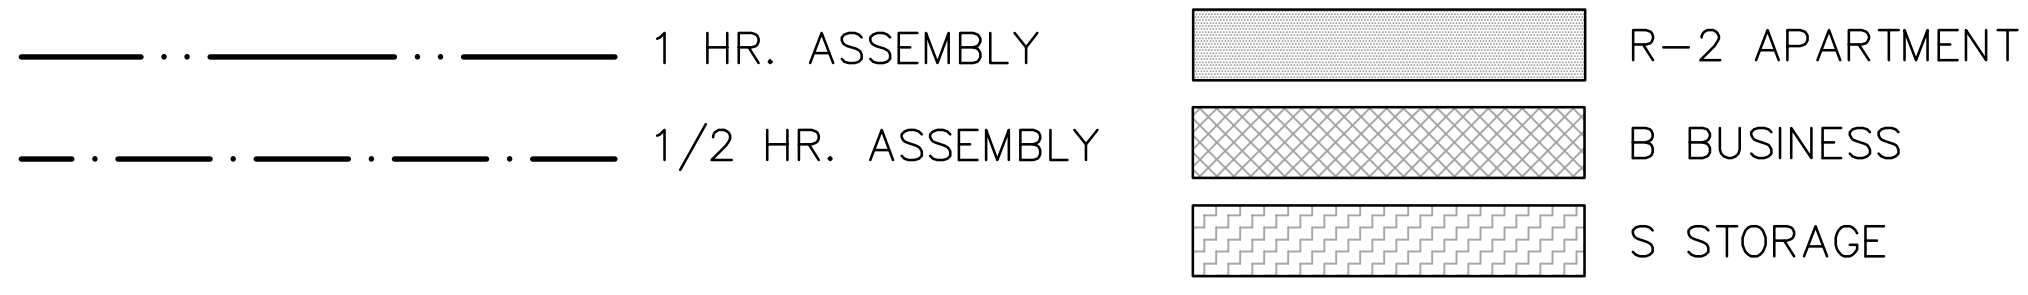 1 HR. ASSEMBLY
1/2 HR. ASSEMBLY
R-2 APARTMENT
B BUSINESS
S STORAGE